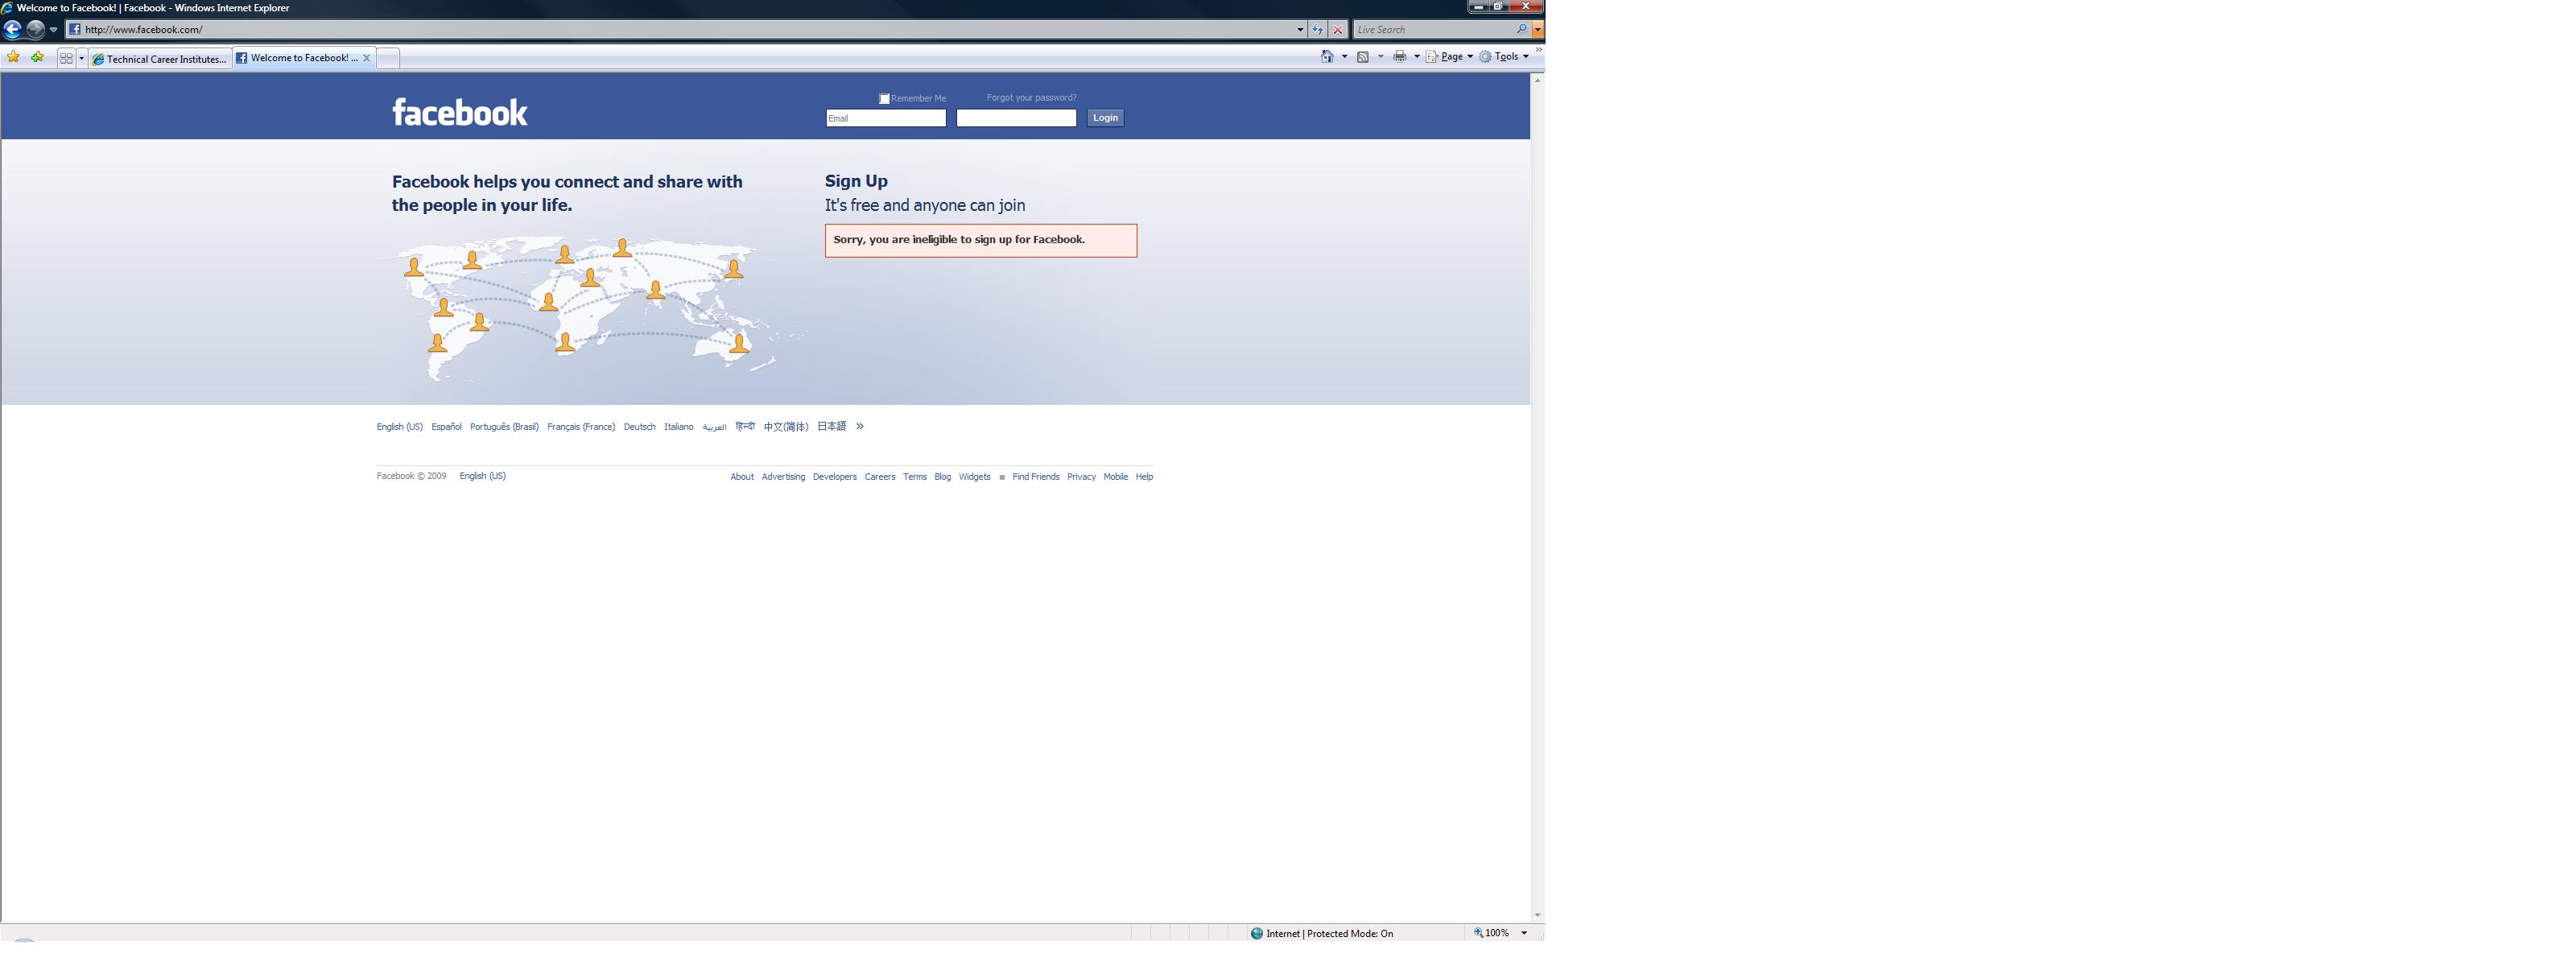 Welcome to Facebook! | Facebook - Windows Internet Explorer
http://www.facebook.com/
Live Search
Technical Career Institutes...
Welcome to Facebook! ...
Page
Tools
facebook
Remember Me
Forgot your password?
Email
Login
Facebook helps you connect and share with
the people in your life.
Sign Up
It's free and anyone can join
Sorry, you are ineligible to sign up for Facebook.
English (US) Español Português (Brasil) Français (France) Deutsch Italiano العربية हिन्दी 中文(简体) 日本語 »
Facebook © 2009 English (US)
About Advertising Developers Careers Terms Blog Widgets ■ Find Friends Privacy Mobile Help
Internet | Protected Mode: On
100%